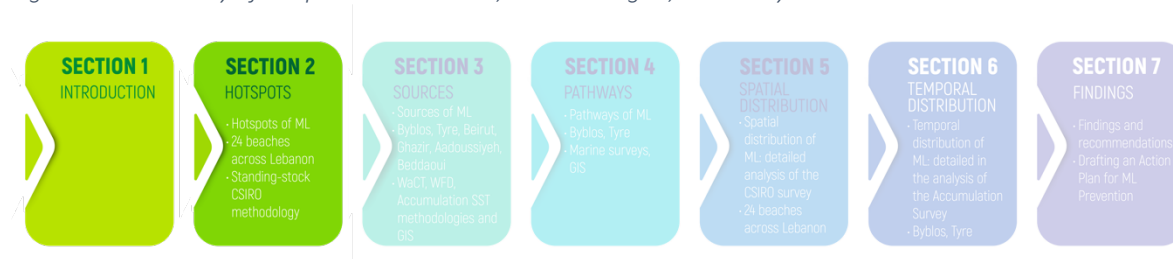 SECTION 1
INTRODUCTION
SECTION 2
HOTSPOTS
• Hotspots of ML
• 24 beaches
across Lebanon
• Standing-stock
CSIRO
methodology
SECTION 3
SOURCES
• Sources of ML
• Byblos, Tyre, Beirut,
Ghazir, Aadoussiyeh,
Beddaoui
• WaCT, WFD,
Accumulation SST
methodologies and
GIS
SECTION 4
PATHWAYS
• Pathways of ML
• Byblos, Tyre
• Marine surveys,
GIS
SECTION 5
SPATIAL
DISTRIBUTION
• Spatial
distribution of
ML: detailed
analysis of the
CSIRO survey
• 24 beaches
across Lebanon
SECTION 6
TEMPORAL
DISTRIBUTION
• Temporal
distribution of
ML: detailed in
the analysis of
the Accumulation
Survey
• Byblos, Tyre
SECTION 7
FINDINGS
• Findings and
recommendations
• Drafting an Action
Plan for ML
Prevention